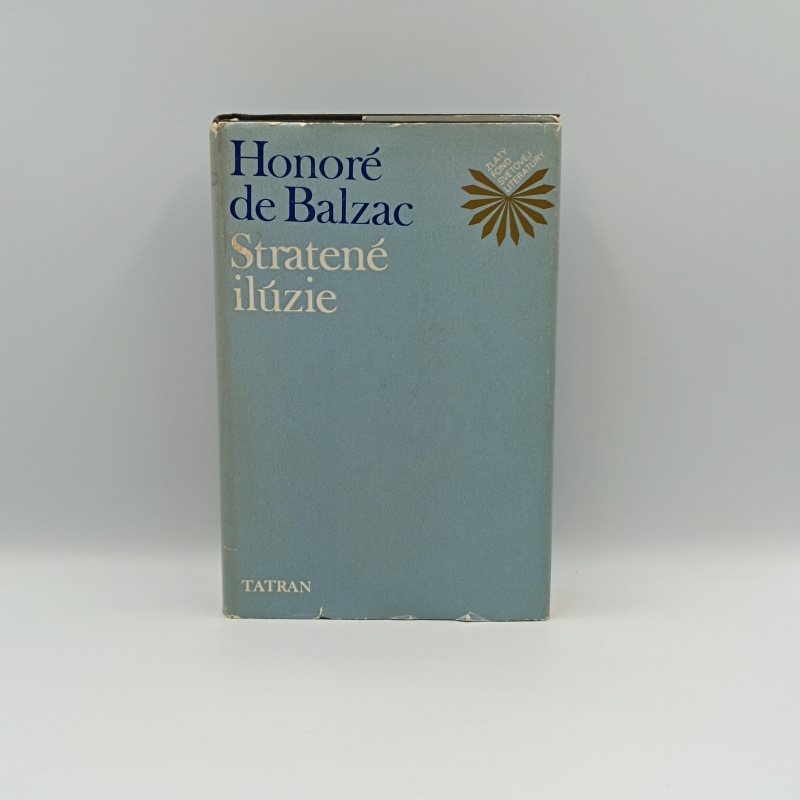 Honoré
de Balzac
Stratené
ilúzie
ZLATÝ
FOND
SVETOVEJ
LITERATÚRY
TATRAN